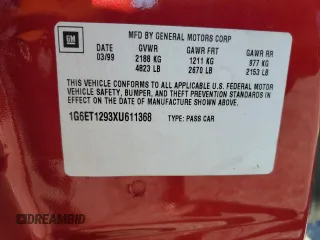 GM
MFD BY GENERAL MOTORS CORP
DATE GVWR GAWR FRT GAWR RR
03/99 2188 KG 1211 KG 977 KG
4823 LB 2670 LB 2153 LB
THIS VEHICLE CONFORMS TO ALL APPLICABLE U.S. FEDERAL MOTOR
VEHICLE SAFETY, BUMPER, AND THEFT PREVENTION STANDARDS IN
EFFECT ON THE DATE OF MANUFACTURE SHOWN ABOVE.
1G6ET1293XU611368 TYPE: PASS CAR
DREAMBID